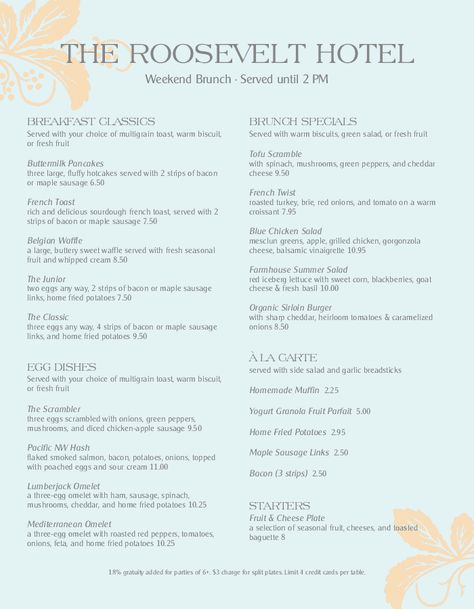 THE ROOSEVELT HOTEL
Weekend Brunch - Served until 2 PM
BREAKFAST CLASSICS
Served with your choice of multigrain toast, warm biscuit,
or fresh fruit
Buttermilk Pancakes
three large, fluffy hotcakes served with 2 strips of bacon
or maple sausage 6.50
French Toast
rich and delicious sourdough french toast, served with 2
strips of bacon or maple sausage 7.50
Belgian Waffle
a large, buttery sweet waffle served with fresh seasonal
fruit and whipped cream 8.50
The Junior
two eggs any way, 2 strips of bacon or maple sausage
links, home fried potatoes 7.50
The Classic
three eggs any way, 4 strips of bacon or maple sausage
links, and home fried potatoes 9.50
EGG DISHES
Served with your choice of multigrain toast, warm biscuit,
or fresh fruit
The Scrambler
three eggs scrambled with onions, green peppers,
mushrooms, and diced chicken-apple sausage 9.50
Pacific NW Hash
flaked smoked salmon, bacon, potatoes, onions, topped
with poached eggs and sour cream 11.00
Lumberjack Omelet
a three-egg omelet with ham, sausage, spinach,
mushrooms, cheddar, and home fried potatoes 10.25
Mediterranean Omelet
a three-egg omelet with roasted red peppers, tomatoes,
onions, feta, and home fried potatoes 10.25
BRUNCH SPECIALS
Served with warm biscuits, green salad, or fresh fruit
Tofu Scramble
with spinach, mushrooms, green peppers, and cheddar
cheese 9.50
French Twist
roasted turkey, brie, red onions, and tomato on a warm
croissant 7.95
Blue Chicken Salad
mesclun greens, apple, grilled chicken, gorgonzola
cheese, balsamic vinaigrette 10.95
Farmhouse Summer Salad
red iceberg lettuce with sweet corn, blackberries, goat
cheese & fresh basil 10.00
Organic Sirloin Burger
with sharp cheddar, heirloom tomatoes & caramelized
onions 8.50
À LA CARTE
served with side salad and garlic breadsticks
Homemade Muffin 2.25
Yogurt Granola Fruit Parfait 5.00
Home Fried Potatoes 2.95
Maple Sausage Links 2.50
Bacon (3 strips) 2.50
STARTERS
Fruit & Cheese Plate
a selection of seasonal fruit, cheeses, and toasted
baguette 8
18% gratuity added for parties of 6+. $3 charge for split plates. Limit 4 credit cards per table.